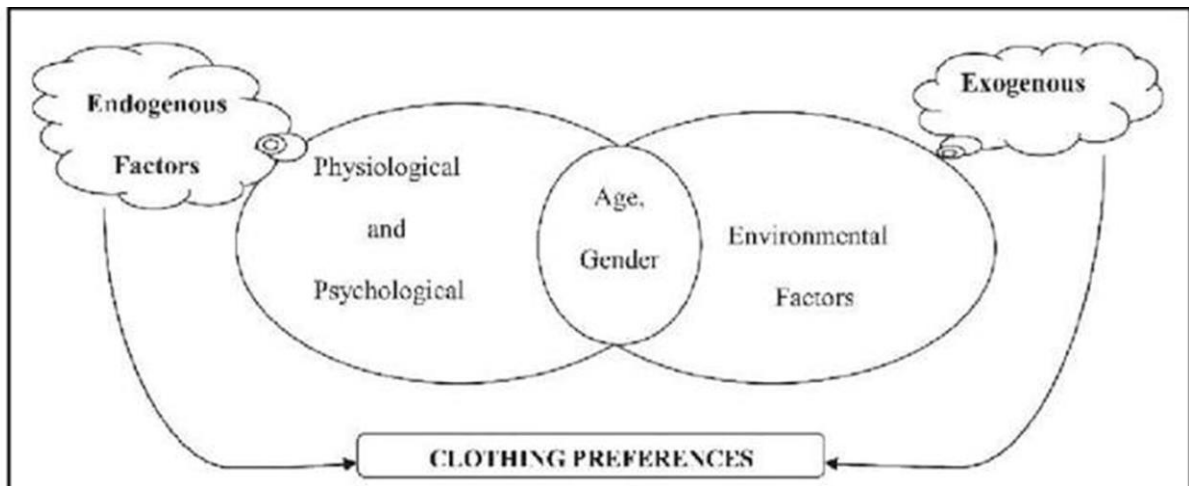 Endogenous
Factors
Exogenous
Physiological
and
Psychological
Age,
Gender
Environmental
Factors
CLOTHING PREFERENCES